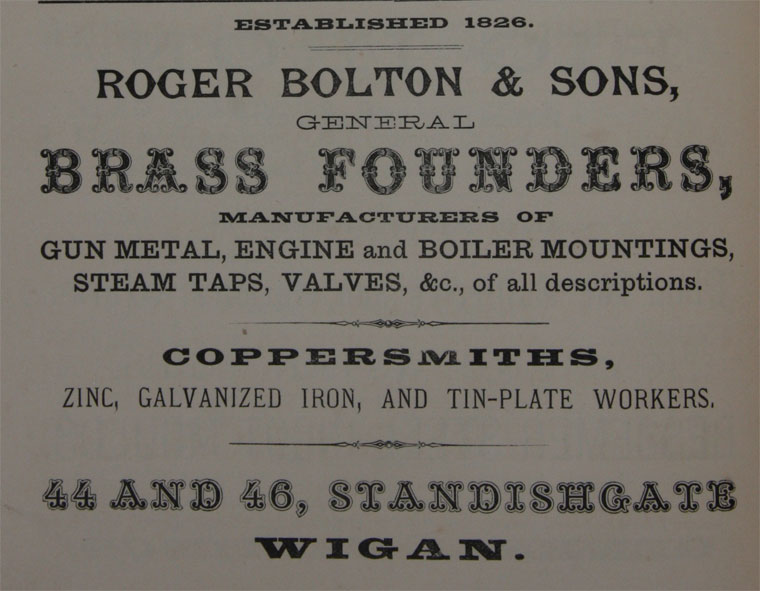 ESTABLISHED 1826.
ROGER BOLTON & SONS,
GENERAL
BRASS FOUNDERS,
MANUFACTURERS OF
GUN METAL, ENGINE and BOILER MOUNTINGS,
STEAM TAPS, VALVES, &c., of all descriptions.
COPPERSMITHS,
ZINC, GALVANIZED IRON, AND TIN-PLATE WORKERS.
44 AND 46, STANDISHGATE
WIGAN.